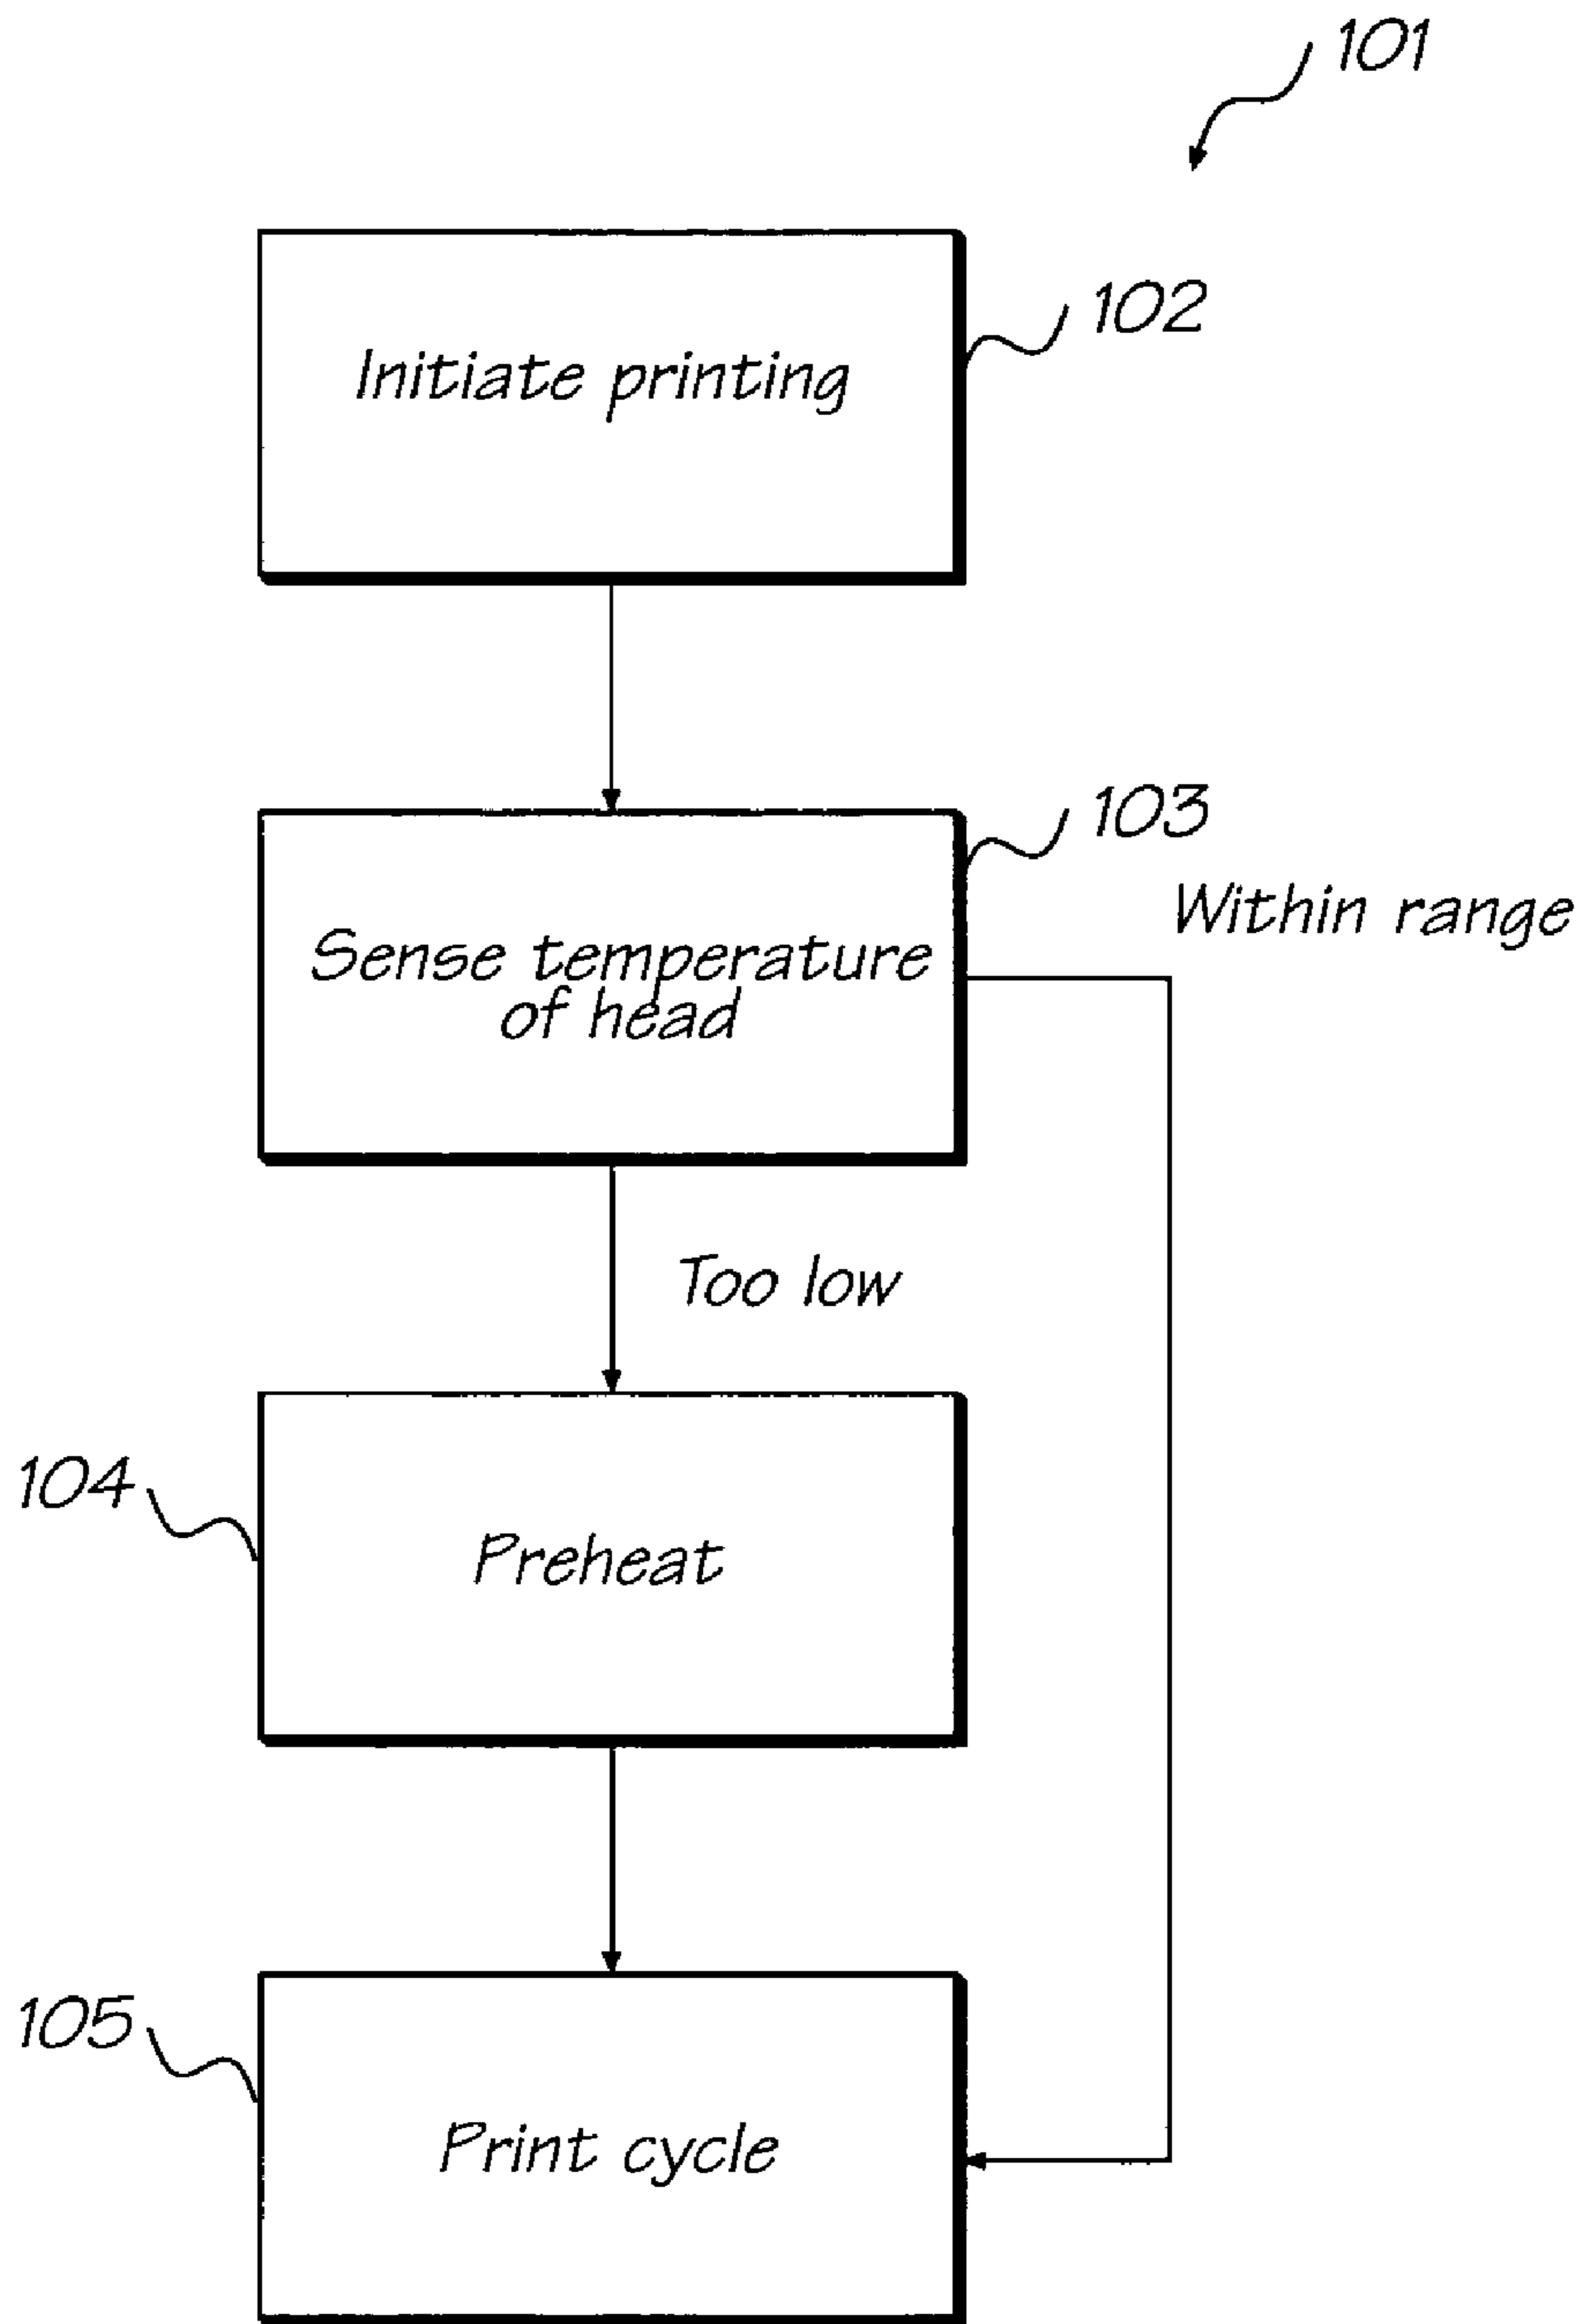 101
102
Initiate printing
103
Within range
Sense temperature
of head
Too low
104
Preheat
105
Print cycle